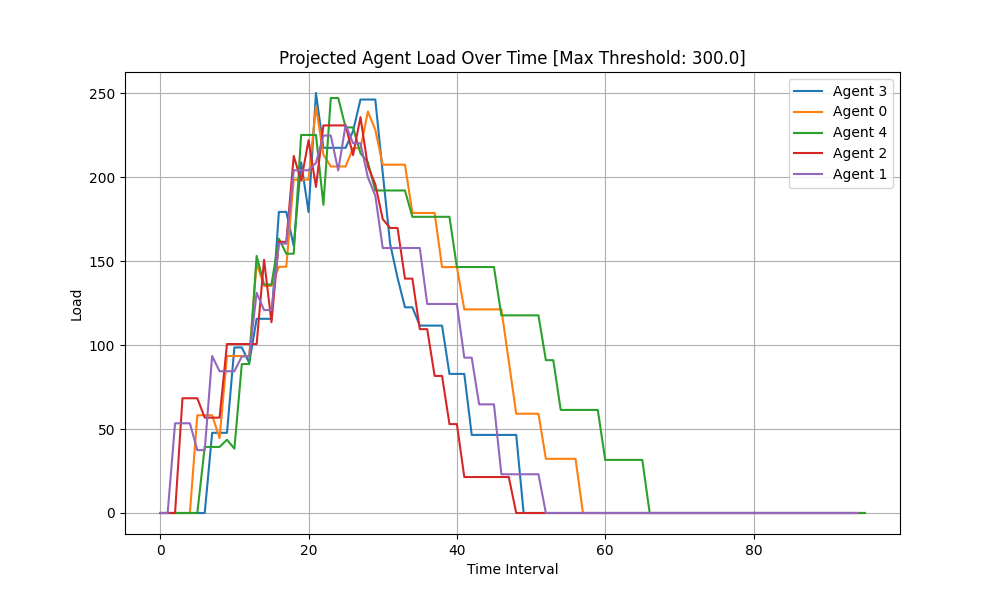 Projected Agent Load Over Time [Max Threshold: 300.0]
Load
250
200
150
100
50
0
0 20 40 60 80
Time Interval
Agent 3
Agent 0
Agent 4
Agent 2
Agent 1